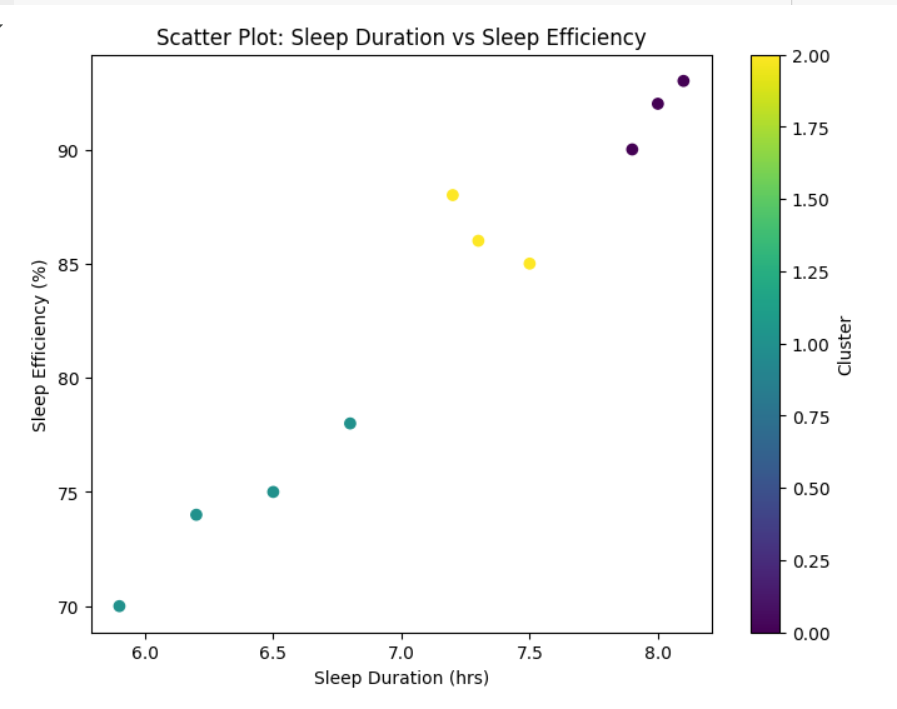 Scatter Plot: Sleep Duration vs Sleep Efficiency
90
85
80
75
70
Sleep Efficiency (%)
6.0 6.5 7.0 7.5 8.0
Sleep Duration (hrs)
2.00
1.75
1.50
1.25
1.00
0.75
0.50
0.25
0.00
Cluster